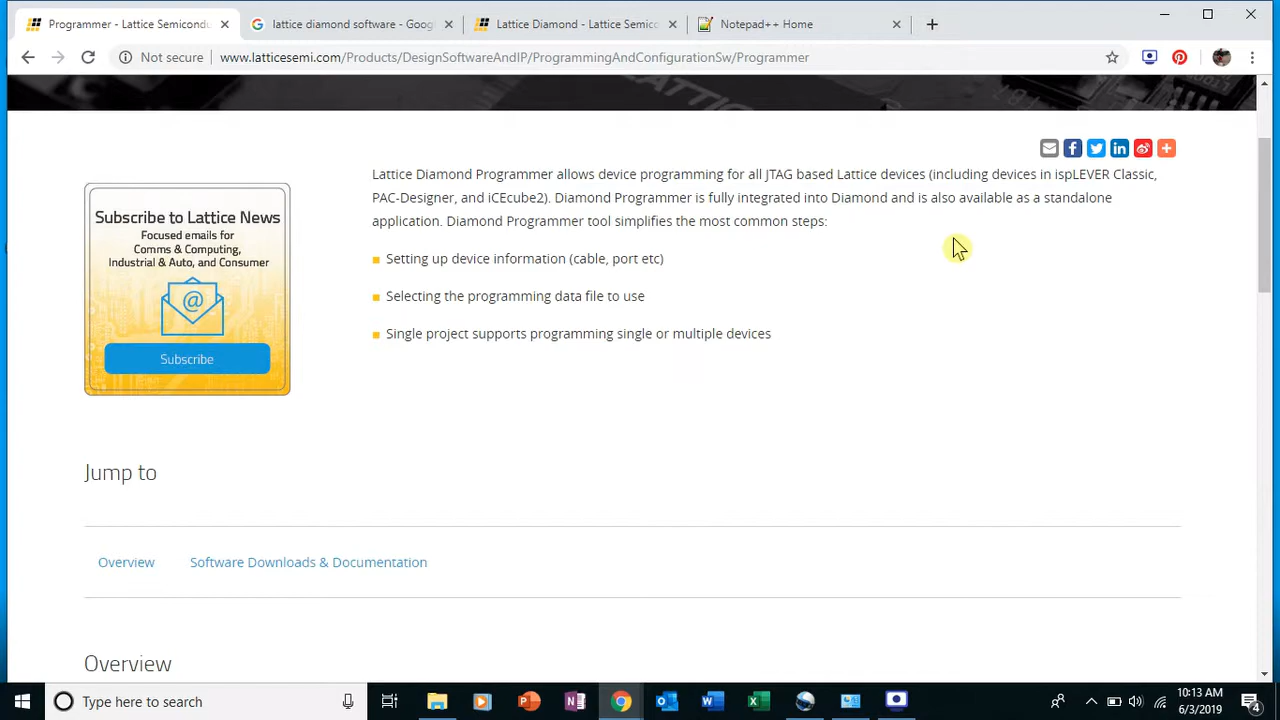 Programmer - Lattice Semicondu
lattice diamond software - Goog
Lattice Diamond - Lattice Semico
Notepad++ Home
Not secure
www.latticesemi.com/Products/DesignSoftwareAndIP/ProgrammingAndConfigurationSw/Programmer
Lattice Diamond Programmer allows device programming for all JTAG based Lattice devices (including devices in ispLEVER Classic,
PAC-Designer, and iCEcube2). Diamond Programmer is fully integrated into Diamond and is also available as a standalone
application. Diamond Programmer tool simplifies the most common steps:
Setting up device information (cable, port etc)
Selecting the programming data file to use
Single project supports programming single or multiple devices
Subscribe to Lattice News
Focused emails for
Comms & Computing,
Industrial & Auto, and Consumer
@
Subscribe
Jump to
Overview
Software Downloads & Documentation
Overview
Type here to search
10:13 AM
6/3/2019
4